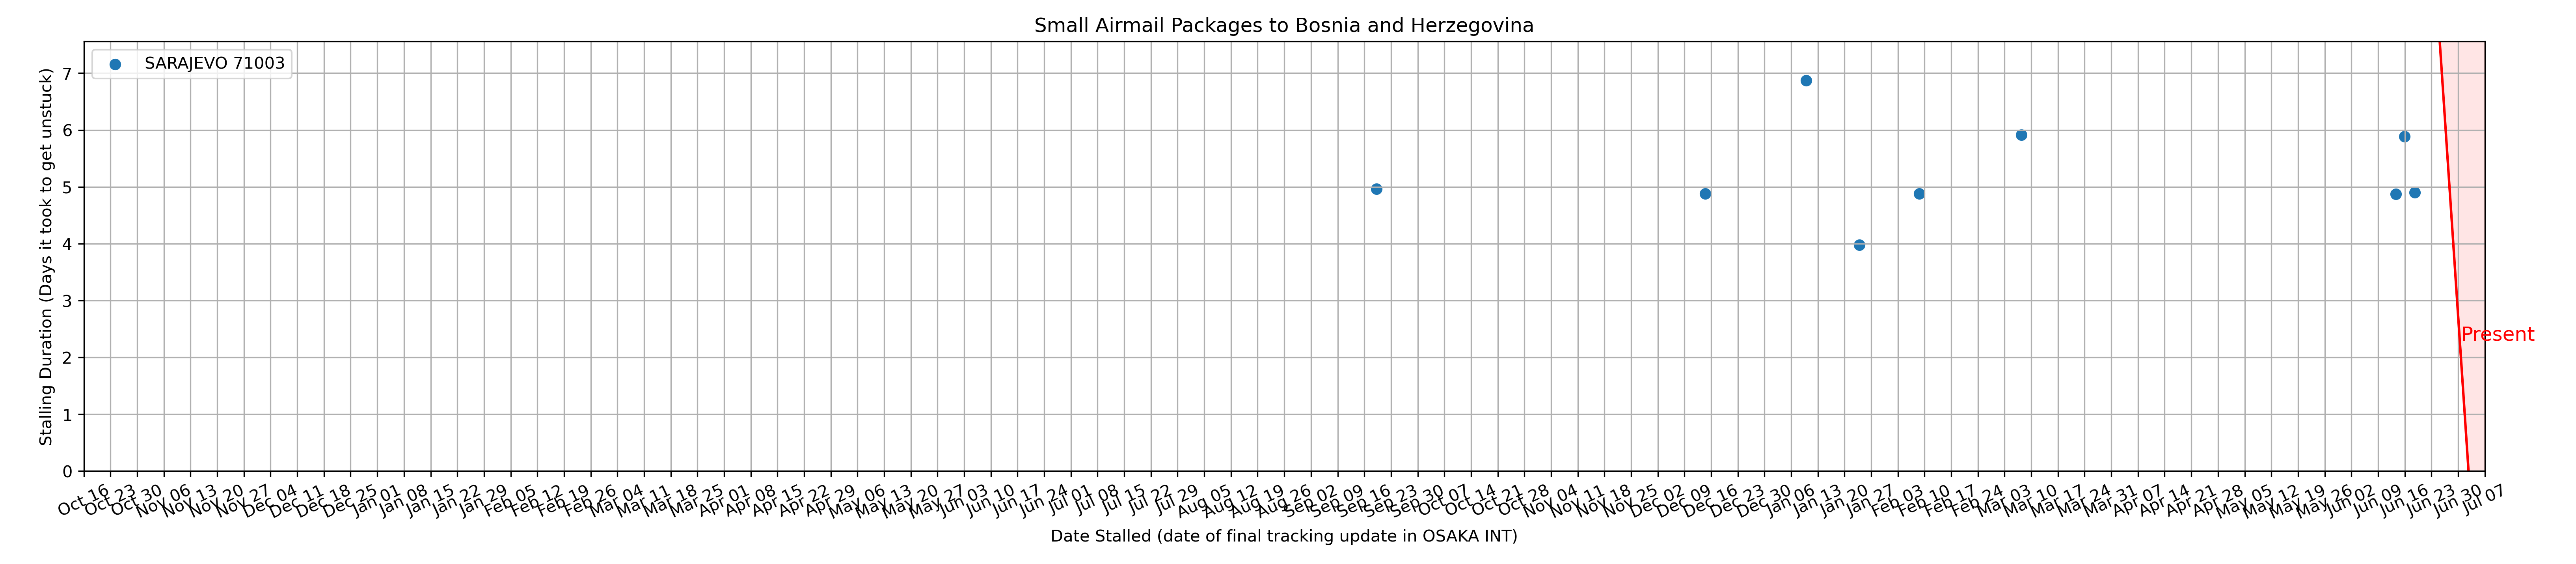 Small Airmail Packages to Bosnia and Herzegovina
SARAJEVO 71003
Stalling Duration (Days it took to get unstuck)
7
6
5
4
3
2
1
0
Present
Oct 16
Oct 23
Oct 30
Nov 06
Nov 13
Nov 20
Nov 27
Dec 04
Dec 11
Dec 18
Dec 25
Jan 01
Jan 08
Jan 15
Jan 22
Jan 29
Feb 05
Feb 12
Feb 19
Feb 26
Mar 04
Mar 11
Mar 18
Mar 25
Apr 01
Apr 08
Apr 15
Apr 22
Apr 29
May 06
May 13
May 20
May 27
Jun 03
Jun 10
Jun 17
Jun 24
Jul 01
Jul 08
Jul 15
Jul 22
Jul 29
Aug 05
Aug 12
Aug 19
Aug 26
Sep 02
Sep 09
Sep 16
Sep 23
Sep 30
Oct 07
Oct 14
Oct 21
Oct 28
Nov 04
Nov 11
Nov 18
Nov 25
Dec 02
Dec 09
Dec 16
Dec 23
Dec 30
Jan 06
Jan 13
Jan 20
Jan 27
Feb 03
Feb 10
Feb 17
Feb 24
Mar 03
Mar 10
Mar 17
Mar 24
Mar 31
Apr 07
Apr 14
Apr 21
Apr 28
May 05
May 12
May 19
May 26
Jun 02
Jun 09
Jun 16
Jun 23
Jun 30
Jul 07
Date Stalled (date of final tracking update in OSAKA INT)